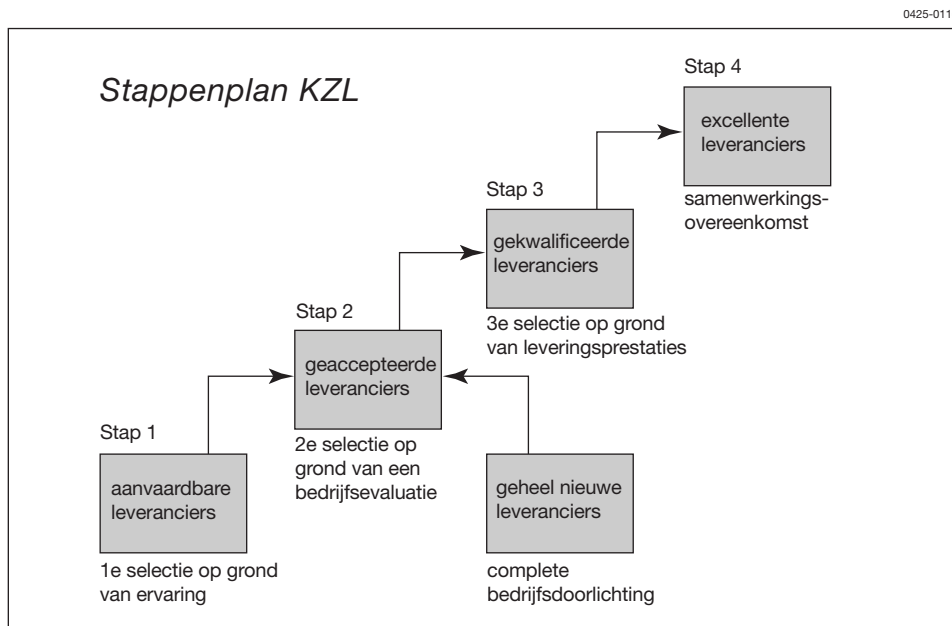 0425-011
Stappenplan KZL
Stap 4
excellente
leveranciers
samenwerkings-
overeenkomst
Stap 3
gekwalificeerde
leveranciers
3e selectie op grond
van leveringsprestaties
Stap 2
geaccepteerde
leveranciers
2e selectie op
grond van een
bedrijfsevaluatie
Stap 1
aanvaardbare
leveranciers
1e selectie op grond
van ervaring
geheel nieuwe
leveranciers
complete
bedrijfsdoorlichting